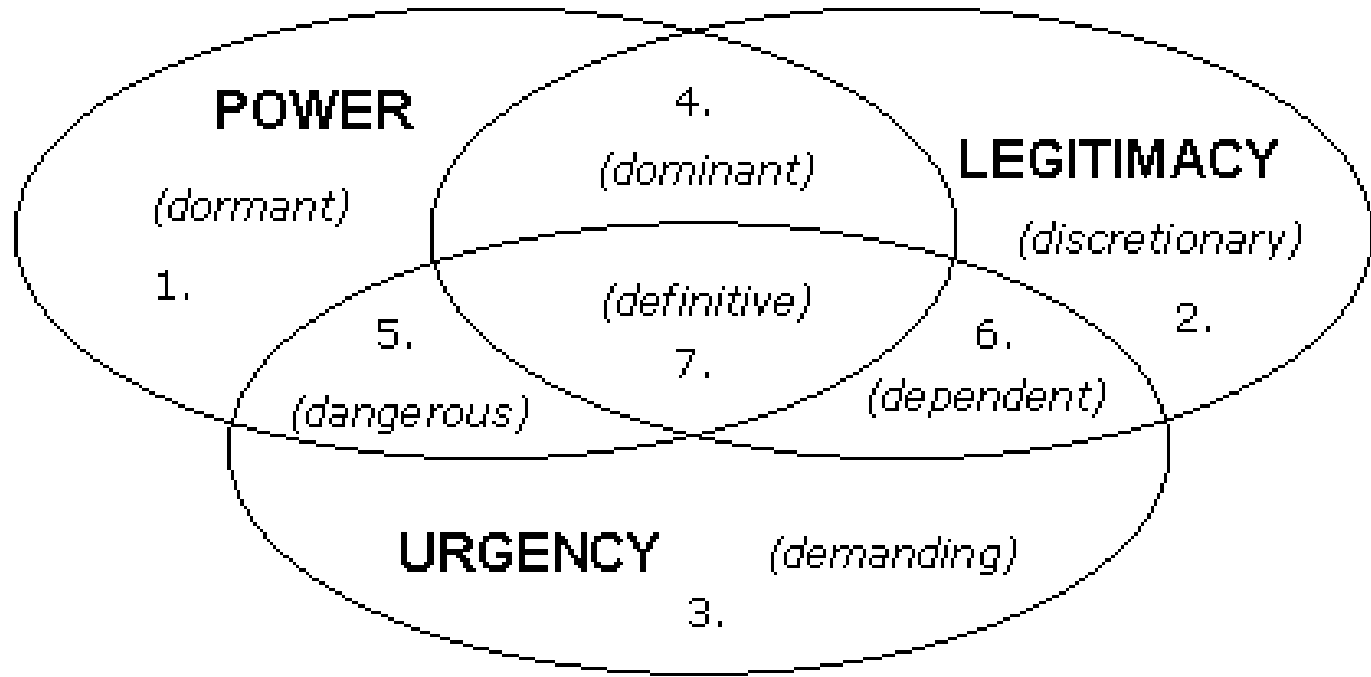 POWER
(dormant)
1.
4.
(dominant)
LEGITIMACY
(discretionary)
2.
5.
(dangerous)
(definitive)
7.
6.
(dependent)
URGENCY (demanding)
3.